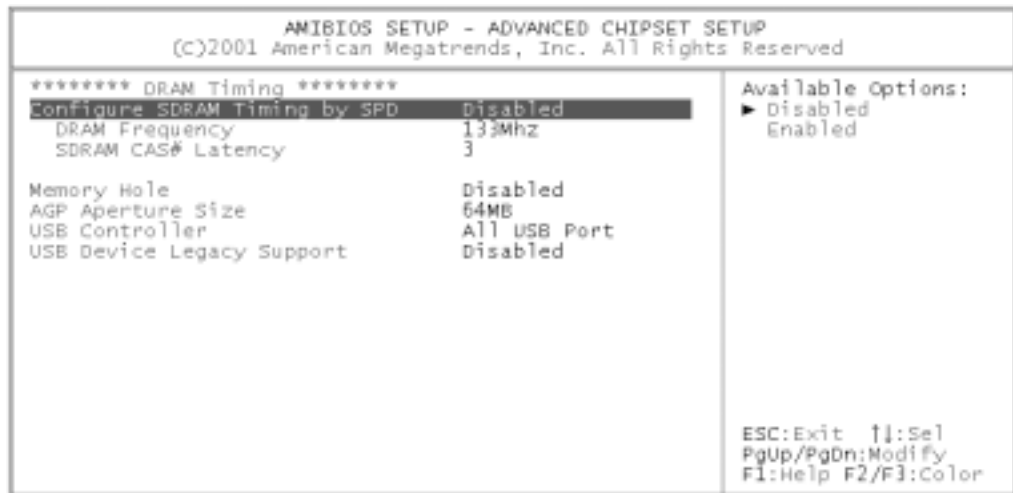 AMIBIOS SETUP - ADVANCED CHIPSET SETUP
(C)2001 American Megatrends, Inc. All Rights Reserved
******** DRAM Timing ********
Configure SDRAM Timing by SPD Disabled
DRAM Frequency 133Mhz
SDRAM CAS# Latency 3
Memory Hole Disabled
AGP Aperture Size 64MB
USB Controller All USB Port
USB Device Legacy Support Disabled
Available Options:
► Disabled
Enabled
ESC:Exit ↑↓:Sel
PgUp/PgDn:Modify
F1:Help F2/F3:Color